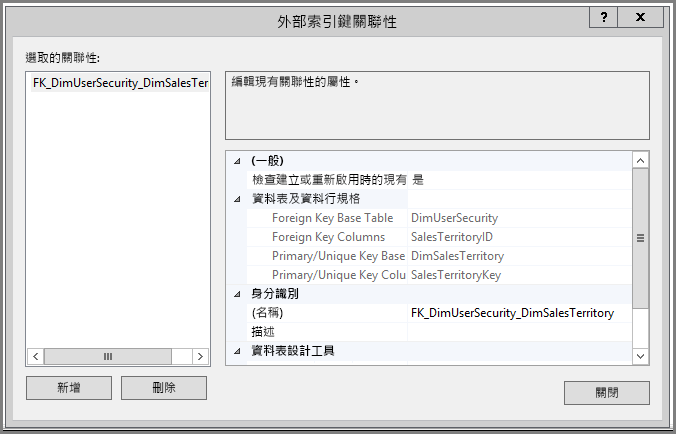 外部索引鍵關聯性
? x
選取的關聯性:
FK_DimUserSecurity_DimSalesTer
編輯現有關聯性的屬性。
(一般)
檢查建立或重新啟用時的現有 是
資料表及資料行規格
Foreign Key Base Table DimUserSecurity
Foreign Key Columns SalesTerritoryID
Primary/Unique Key Base DimSalesTerritory
Primary/Unique Key Colu SalesTerritoryKey
身分識別
(名稱) FK_DimUserSecurity_DimSalesTerritory
描述
資料表設計工具
新增 刪除
關閉